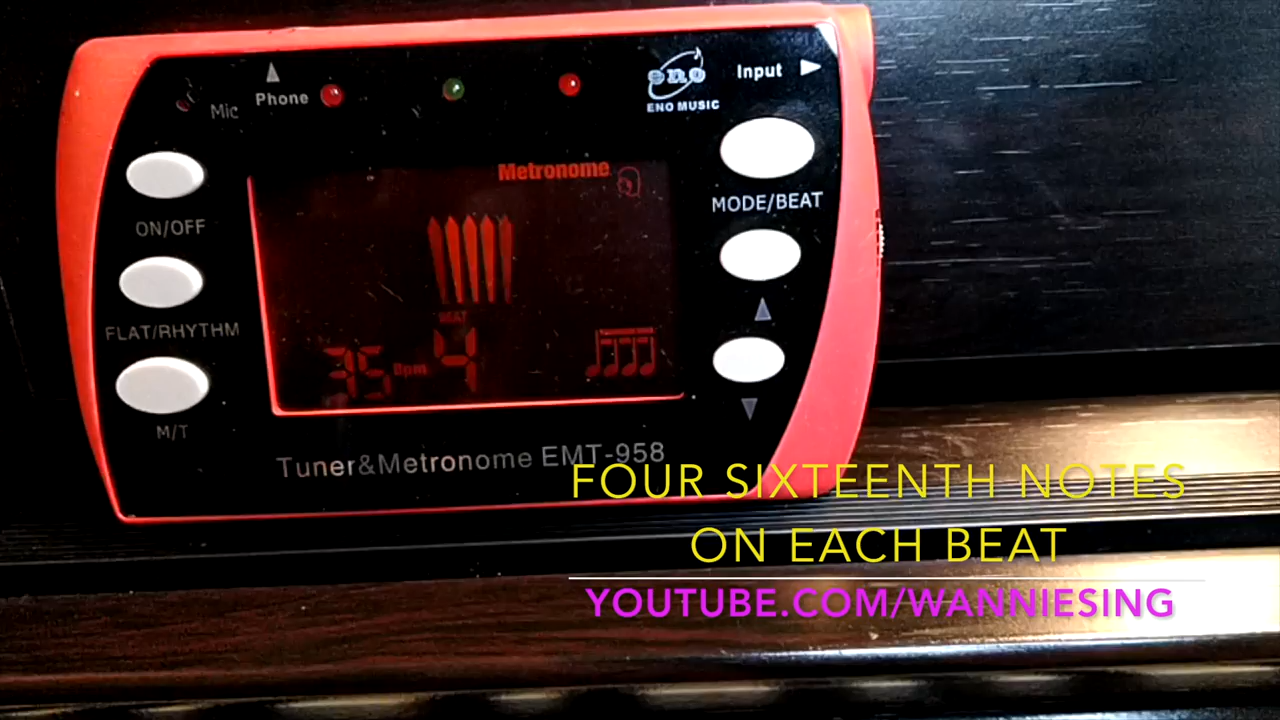 Mic
Phone
eno
ENO MUSIC
Input
ON/OFF
FLAT/RHYTHM
M/T
Metronome
BEAT
35 Bpm 4
MODE/BEAT
Tuner&Metronome EMT-958
FOUR SIXTEENTH NOTES
ON EACH BEAT
YOUTUBE.COM/WANNIESING